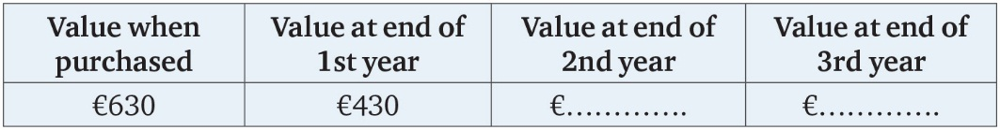 Value when purchased
Value at end of 1st year
Value at end of 2nd year
Value at end of 3rd year
€630
€430
€.............
€.............